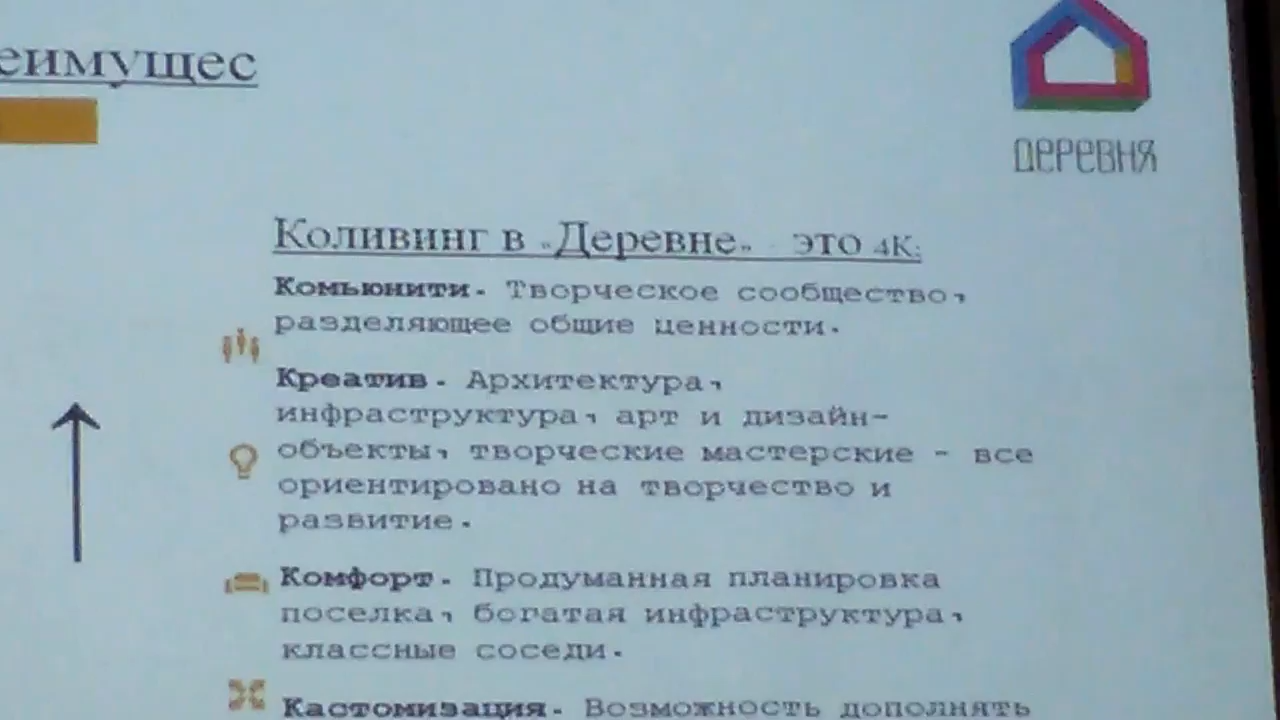 еимущес
ДЕРЕВНЯ
Коливинг в «Деревне» это 4К:
Комьюнити. Творческое сообщество,
разделяющее общие ценности.
Креатив. Архитектура,
инфраструктура, арт и дизайн-
объекты, творческие мастерские - все
ориентировано на творчество и
развитие.
Комфорт. Продуманная планировка
поселка, богатая инфраструктура,
классные соседи.
Кастомизация. Возможность дополнять